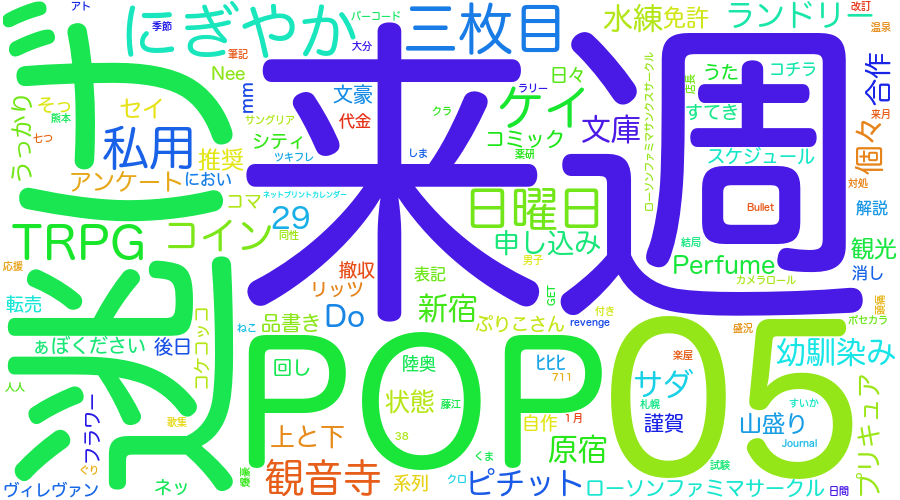 アト
季節
バーコード
改訂
にぎやか
三枚目
水練
免許
ランドリー
温泉
大分
筆記
来週
Nee
mm
文豪
ラリー
日々
ローソンファミマサンクスサークル
店長
うた
コチラ
合作
うっかり
そっ
熊本
セイ
サングリア
代金
クラ
ケイ
文庫
すてき
来月
七つ
私用
推奨
シティ
ツキフレ
しま
コミック
薬研
スケジュール
個々
アンケート
におい
ネットプリントカレンダー
対処
コマ
29
日曜日
Bullet
解説
TRPG
コイン
同性
申し込み
結局
観光
応援
撤収
表記
男子
Perfume
消し
カメラロール
転売
リッツ
新宿
GET
付き
品書き
Do
ぷりこさん
revenge
ポセカラ
ねこ
盛況
ぁぼください
後日
コケコッコ
POP
05
回し
陸奥
ヒヒヒ
711
楽屋
幼馴染み
サダ
人人
状態
藤江
札幌
すいか
プリキュア
歌集
自作
1月
謹賀
山盛り
フラワー
上と下
38
原宿
Journal
ぐり
観音寺
くま
試験
ヴィレヴァン
ネッ
系列
クロ
ピチット
ローソンファミマサークル
日間